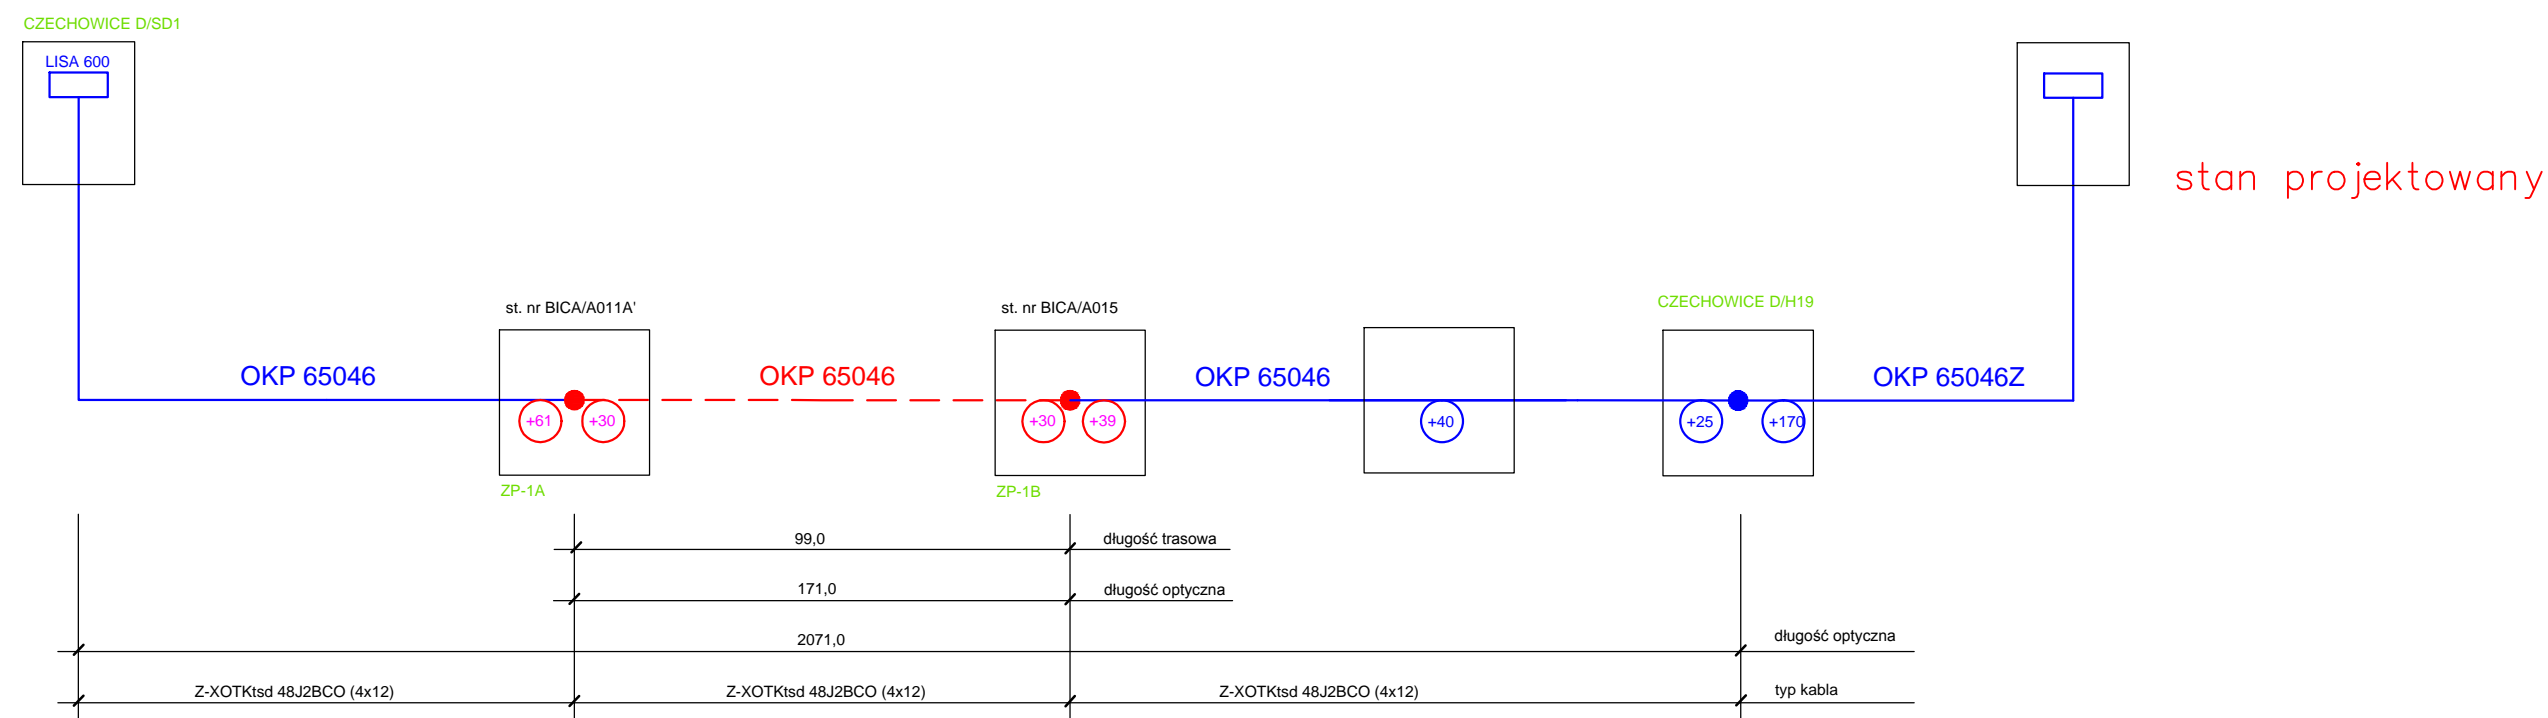 CZECHOWICE D/SD1
LISA 600
stan projektowany
st. nr BICA/A011A'
st. nr BICA/A015
CZECHOWICE D/H19
OKP 65046
OKP 65046
OKP 65046
OKP 65046Z
+61
+30
+30
+39
+40
+25
+170
ZP-1A
ZP-1B
99,0
długość trasowa
171,0
długość optyczna
2071,0
długość optyczna
Z-XOTKtsd 48J2BCO (4x12)
Z-XOTKtsd 48J2BCO (4x12)
Z-XOTKtsd 48J2BCO (4x12)
typ kabla